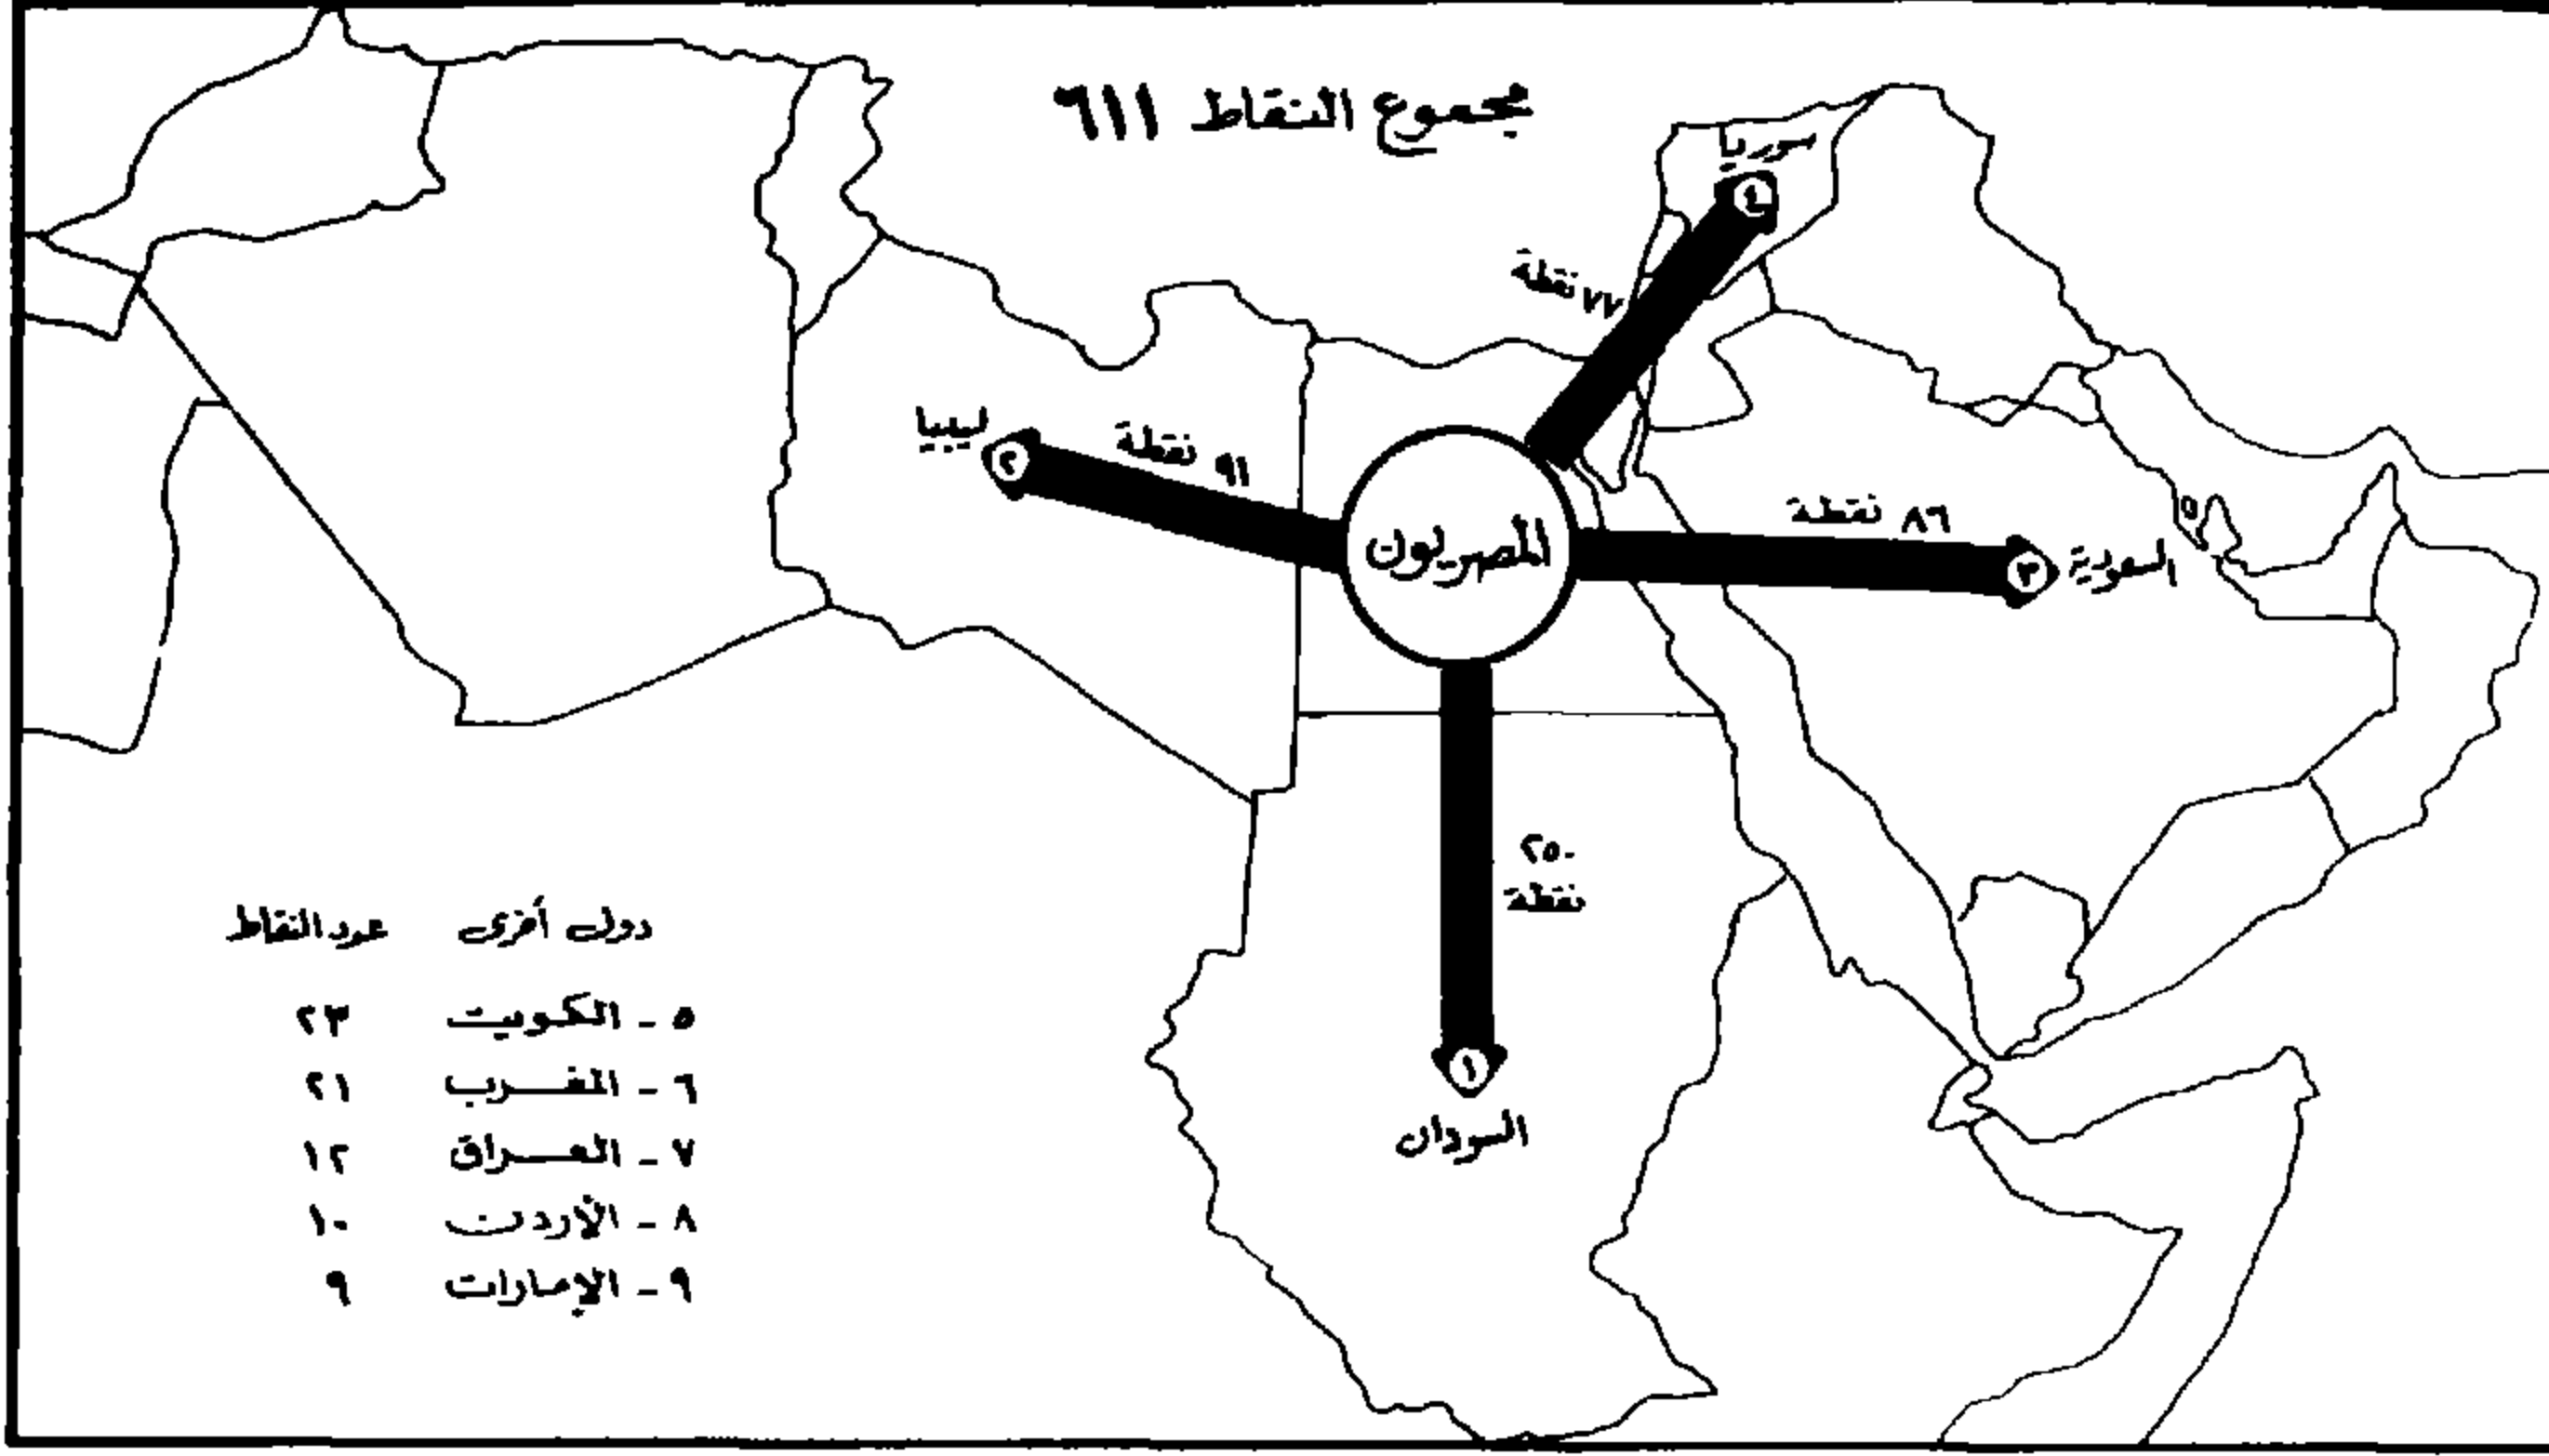 مجموع النقاط ٦١١
سوريا
٤
٧٧ نقطة
ليبيا
٢
٩١ نقطة
المصريون
٨٦ نقطة
٣
السعودية
٥
٢٥٠
نقطة
١
السودان
دول أخرى عدد النقاط
٥ - الكويت ٢٣
٦ - المغرب ٢١
٧ - العراق ١٢
٨ - الأردن ١٠
٩ - الإمارات ٩